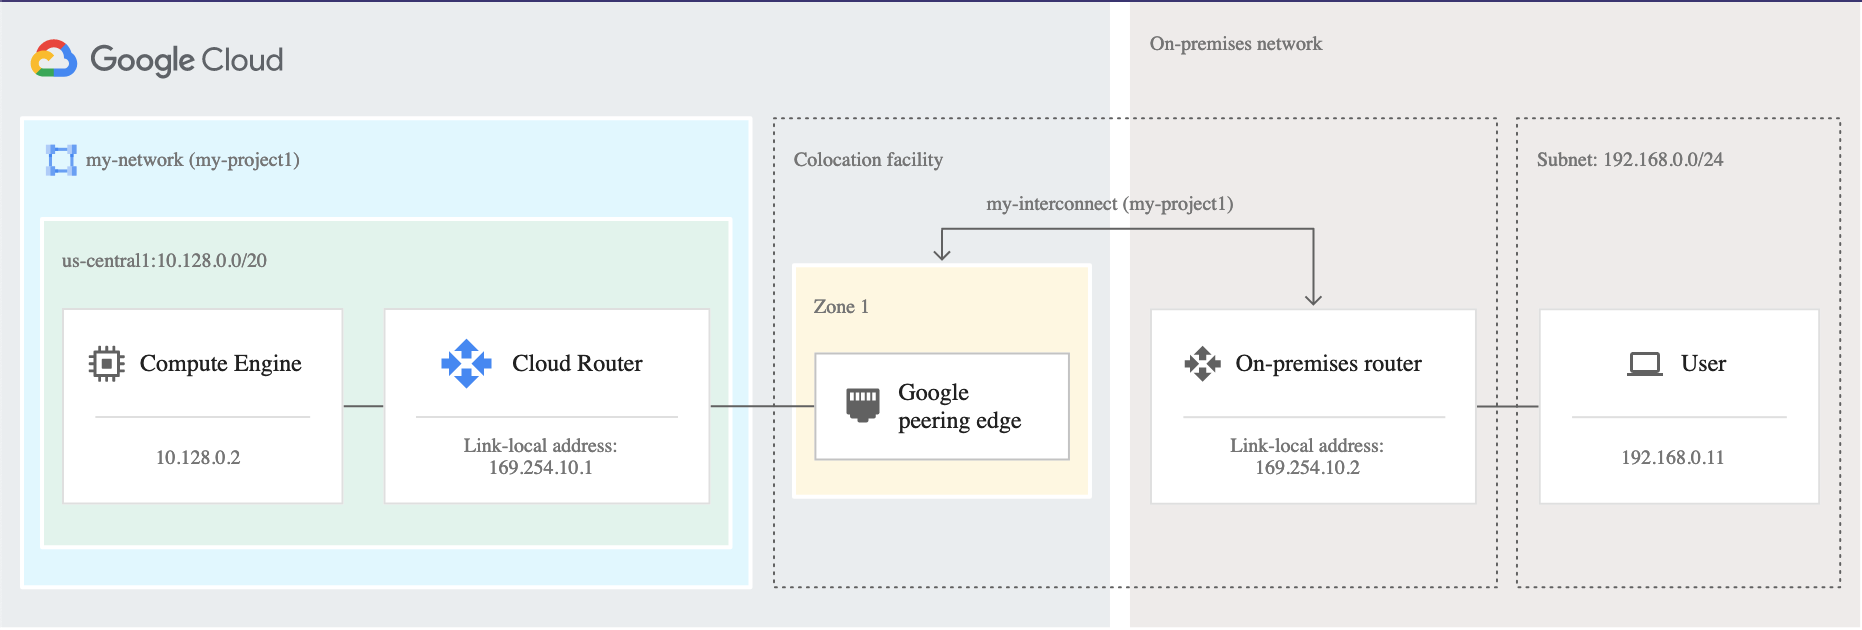 Google Cloud
On-premises network
my-network (my-project1)
Colocation facility
Subnet: 192.168.0.0/24
my-interconnect (my-project1)
us-central1:10.128.0.0/20
Zone 1
Compute Engine
10.128.0.2
Cloud Router
Link-local address:
169.254.10.1
Google
peering edge
On-premises router
Link-local address:
169.254.10.2
User
192.168.0.11